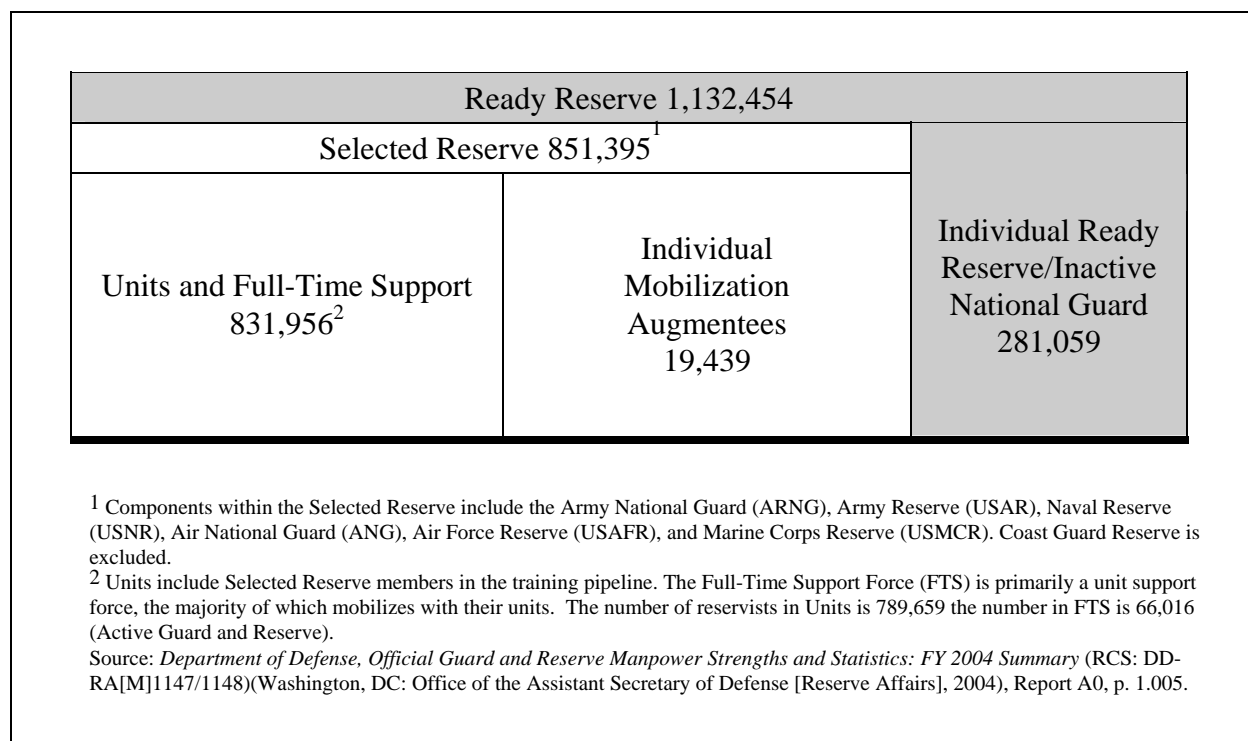 Ready Reserve 1,132,454
Selected Reserve 851,395¹
Units and Full-Time Support
831,956²
Individual
Mobilization
Augmentees
19,439
Individual Ready
Reserve/Inactive
National Guard
281,059
1 Components within the Selected Reserve include the Army National Guard (ARNG), Army Reserve (USAR), Naval Reserve
(USNR), Air National Guard (ANG), Air Force Reserve (USAFR), and Marine Corps Reserve (USMCR). Coast Guard Reserve is
excluded.
2 Units include Selected Reserve members in the training pipeline. The Full-Time Support Force (FTS) is primarily a unit support
force, the majority of which mobilizes with their units.  The number of reservists in Units is 789,659 the number in FTS is 66,016
(Active Guard and Reserve).
Source: Department of Defense, Official Guard and Reserve Manpower Strengths and Statistics: FY 2004 Summary (RCS: DD-
RA[M]1147/1148)(Washington, DC: Office of the Assistant Secretary of Defense [Reserve Affairs], 2004), Report A0, p. 1.005.